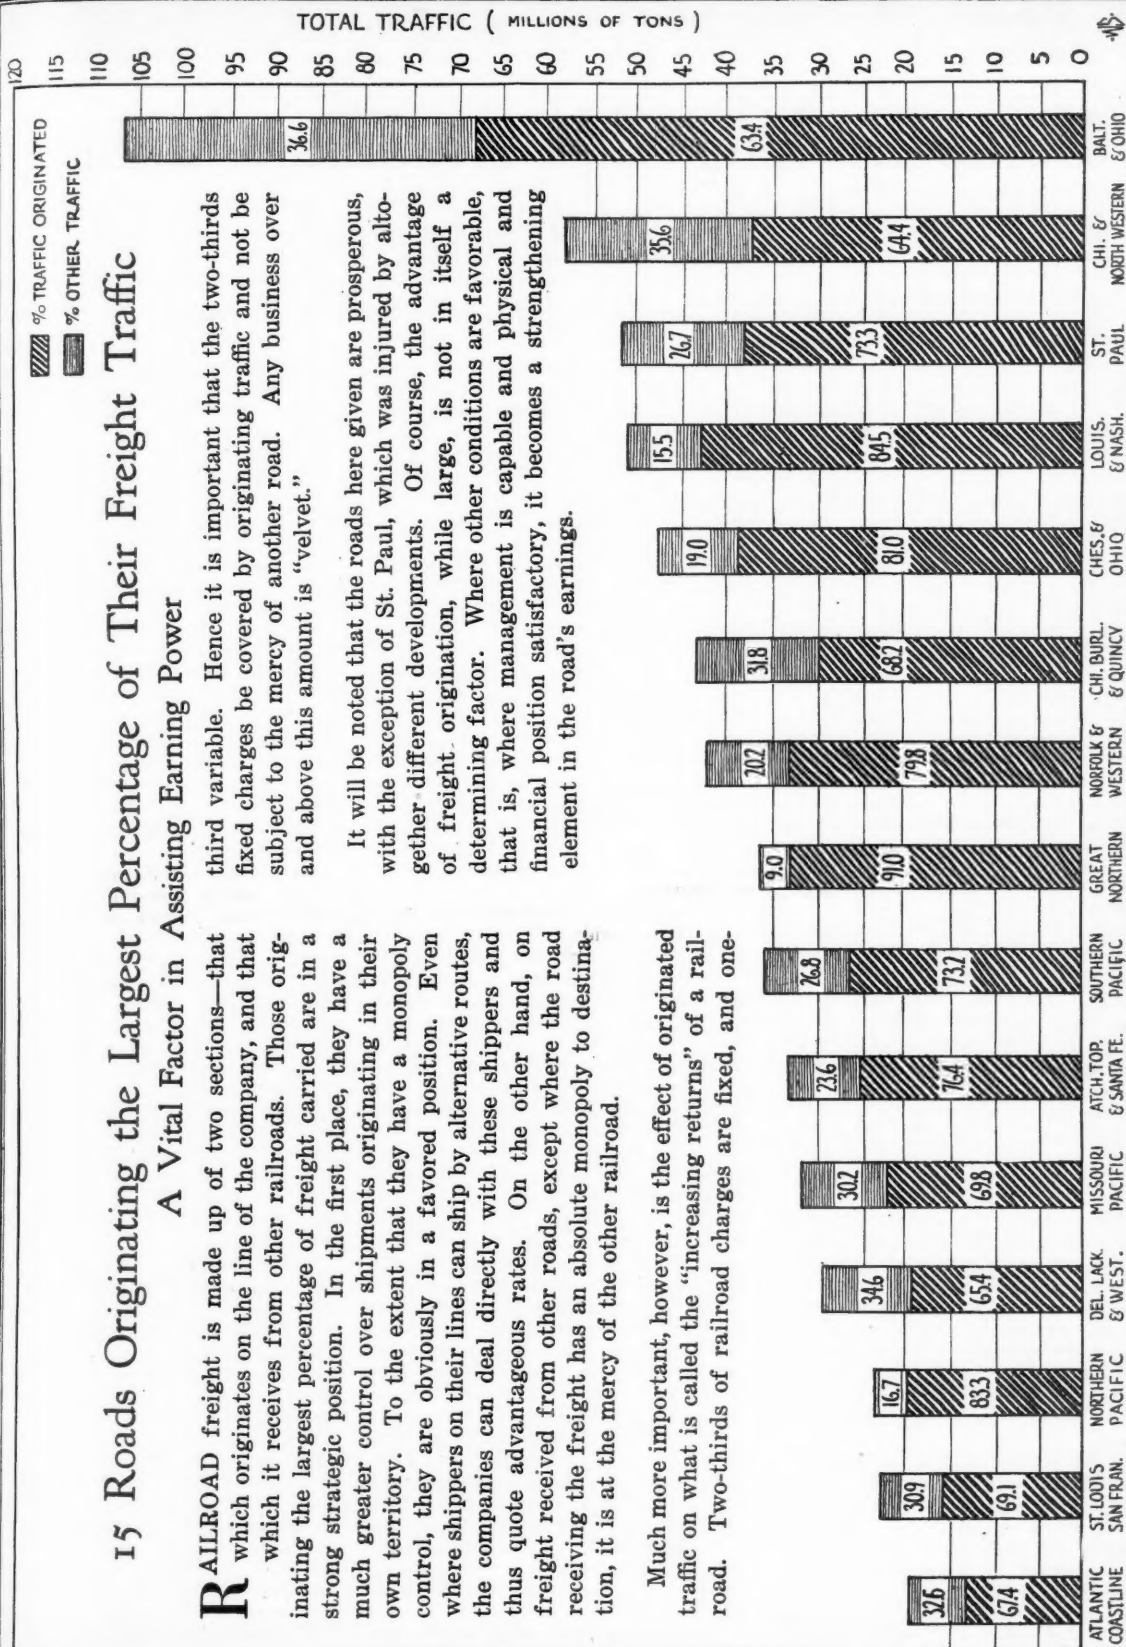 15 Roads Originating the Largest Percentage of Their Freight Traffic
A Vital Factor in Assisting Earning Power
RAILROAD freight is made up of two sections—that
which originates on the line of the company, and that
which it receives from other railroads. Those orig-
inating the largest percentage of freight carried are in a
strong strategic position. In the first place, they have a
much greater control over shipments originating in their
own territory. To the extent that they have a monopoly
control, they are obviously in a favored position. Even
where shippers on their lines can ship by alternative routes,
the companies can deal directly with these shippers and
thus quote advantageous rates. On the other hand, on
freight received from other roads, except where the road
receiving the freight has an absolute monopoly to destina-
tion, it is at the mercy of the other railroad.
Much more important, however, is the effect of originated
traffic on what is called the “increasing returns” of a rail-
road. Two-thirds of railroad charges are fixed, and one-
third variable. Hence it is important that the two-thirds
fixed charges be covered by originating traffic and not be
subject to the mercy of another road. Any business over
and above this amount is “velvet.”
It will be noted that the roads here given are prosperous,
with the exception of St. Paul, which was injured by alto-
gether different developments. Of course, the advantage
of freight origination, while large, is not in itself a
determining factor. Where other conditions are favorable,
that is, where management is capable and physical and
financial position satisfactory, it becomes a strengthening
element in the road's earnings.
% TRAFFIC ORIGINATED
% OTHER TRAFFIC
TOTAL TRAFFIC ( MILLIONS OF TONS )
120
115
110
105
100
95
90
85
80
75
70
65
60
55
50
45
40
35
30
25
20
15
10
5
0
32.6
67.4
ATLANTIC
COASTLINE
30.9
69.1
ST. LOUIS
SAN FRAN.
16.7
83.3
NORTHERN
PACIFIC
34.6
65.4
DEL. LACK.
& WEST.
30.2
69.8
MISSOURI
PACIFIC
23.6
76.4
ATCH. TOP.
& SANTA FE.
26.8
73.2
SOUTHERN
PACIFIC
9.0
91.0
GREAT
NORTHERN
20.2
79.8
NORFOLK &
WESTERN
31.8
68.2
CHI. BURL.
& QUINCY
19.0
81.0
CHES. &
OHIO
15.5
84.5
LOUIS.
& NASH.
26.7
73.3
ST.
PAUL
35.6
64.4
CHI. &
NORTH WESTERN
36.6
63.4
BALT.
& OHIO